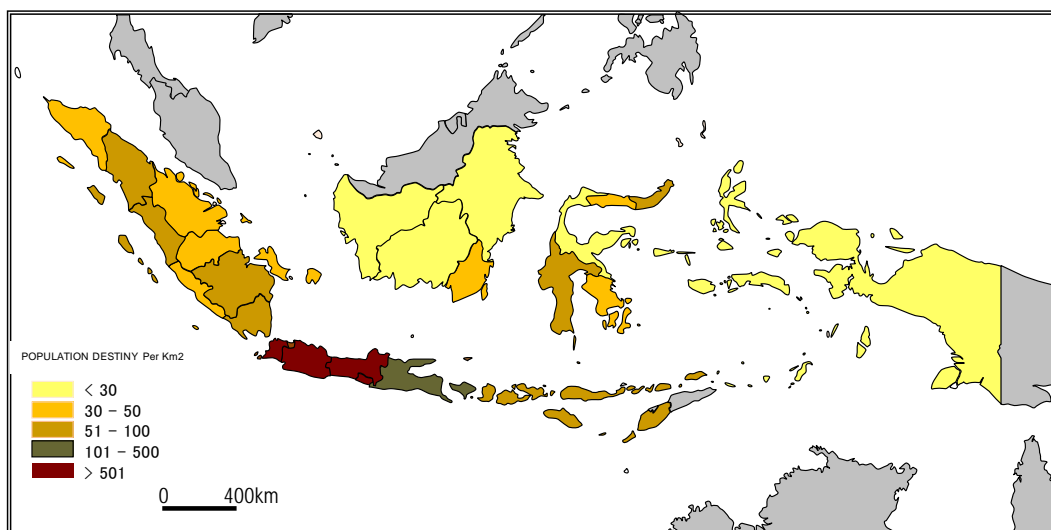 POPULATION DESTINY Per Km2
< 30
30 - 50
51 - 100
101 - 500
> 501
0 400km